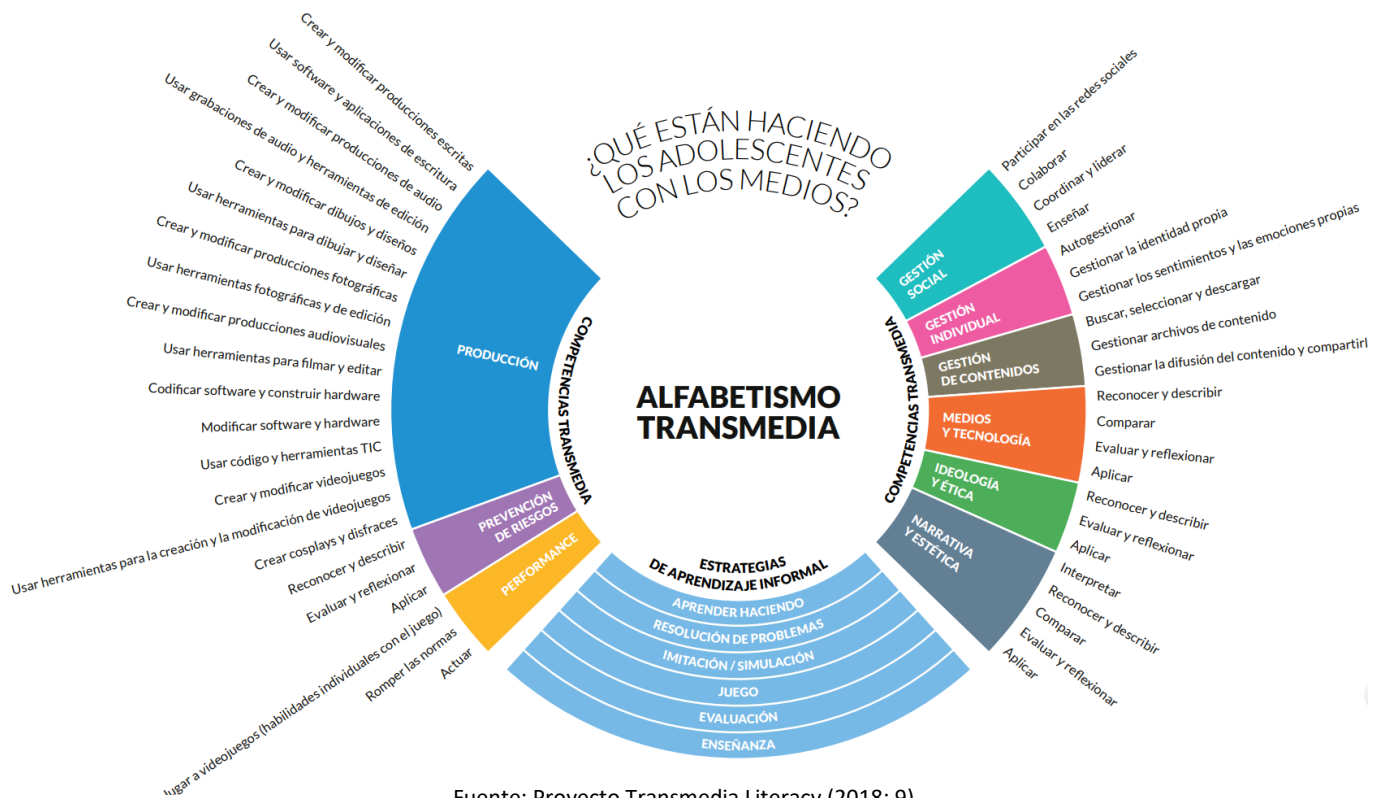 ¿QUÉ ESTÁN HACIENDO
LOS ADOLESCENTES
CON LOS MEDIOS?
ALFABETISMO
TRANSMEDIA
COMPETENCIAS TRANSMEDIA
PRODUCCIÓN
Crear y modificar producciones escritas
Usar software y aplicaciones de escritura
Crear y modificar producciones de audio
Usar grabaciones de audio y herramientas de edición
Crear y modificar dibujos y diseños
Usar herramientas para dibujar y diseñar
Crear y modificar producciones fotográficas
Usar herramientas fotográficas y de edición
Crear y modificar producciones audiovisuales
Usar herramientas para filmar y editar
Codificar software y construir hardware
Modificar software y hardware
Usar código y herramientas TIC
Crear y modificar videojuegos
Usar herramientas para la creación y la modificación de videojuegos
Crear cosplays y disfraces
PREVENCIÓN
DE RIESGOS
Reconocer y describir
Evaluar y reflexionar
Aplicar
PERFORMANCE
Jugar a videojuegos (habilidades individuales con el juego)
Romper las normas
Actuar
COMPETENCIAS TRANSMEDIA
GESTIÓN
SOCIAL
Participar en las redes sociales
Colaborar
Coordinar y liderar
Enseñar
GESTIÓN
INDIVIDUAL
Autogestionar
Gestionar la identidad propia
Gestionar los sentimientos y las emociones propias
GESTIÓN
DE CONTENIDOS
Buscar, seleccionar y descargar
Gestionar archivos de contenido
Gestionar la difusión del contenido y compartirl
MEDIOS
Y TECNOLOGÍA
Reconocer y describir
Comparar
Evaluar y reflexionar
Aplicar
IDEOLOGÍA
Y ÉTICA
Reconocer y describir
Evaluar y reflexionar
Aplicar
NARRATIVA
Y ESTÉTICA
Interpretar
Reconocer y describir
Comparar
Evaluar y reflexionar
Aplicar
ESTRATEGIAS
DE APRENDIZAJE INFORMAL
APRENDER HACIENDO
RESOLUCIÓN DE PROBLEMAS
IMITACIÓN / SIMULACIÓN
JUEGO
EVALUACIÓN
ENSEÑANZA
Fuente: Proyecto Transmedia Literacy (2018: 9)